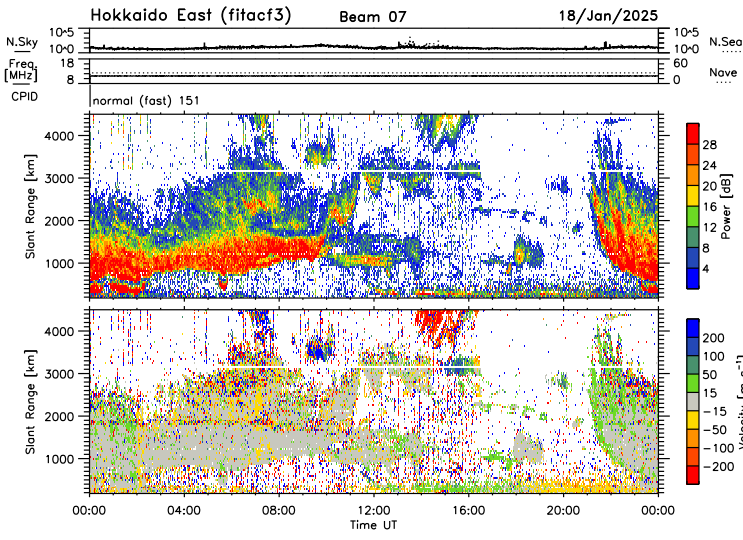 Hokkaido East (fitacf3) Beam 07 18/Jan/2025
N.Sky 10^5 10^0 10^5 10^0 N.Sea
Freq. [MHz] 18 8 60 0 Nave
CPID normal (fast) 151
Slant Range [km] 4000 3000 2000 1000
Power [dB] 28 24 20 16 12 8 4
Slant Range [km] 4000 3000 2000 1000
200 100 50 15 -15 -50 -100 -200
00:00 04:00 08:00 12:00 16:00 20:00 00:00
Time UT